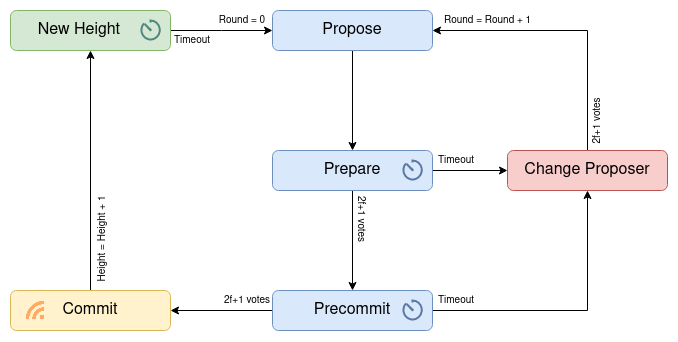 New Height
Round = 0
Timeout
Propose
Round = Round + 1
2f+1 votes
Prepare
Timeout
Change Proposer
2f+1 votes
Height = Height + 1
Commit
2f+1 votes
Precommit
Timeout